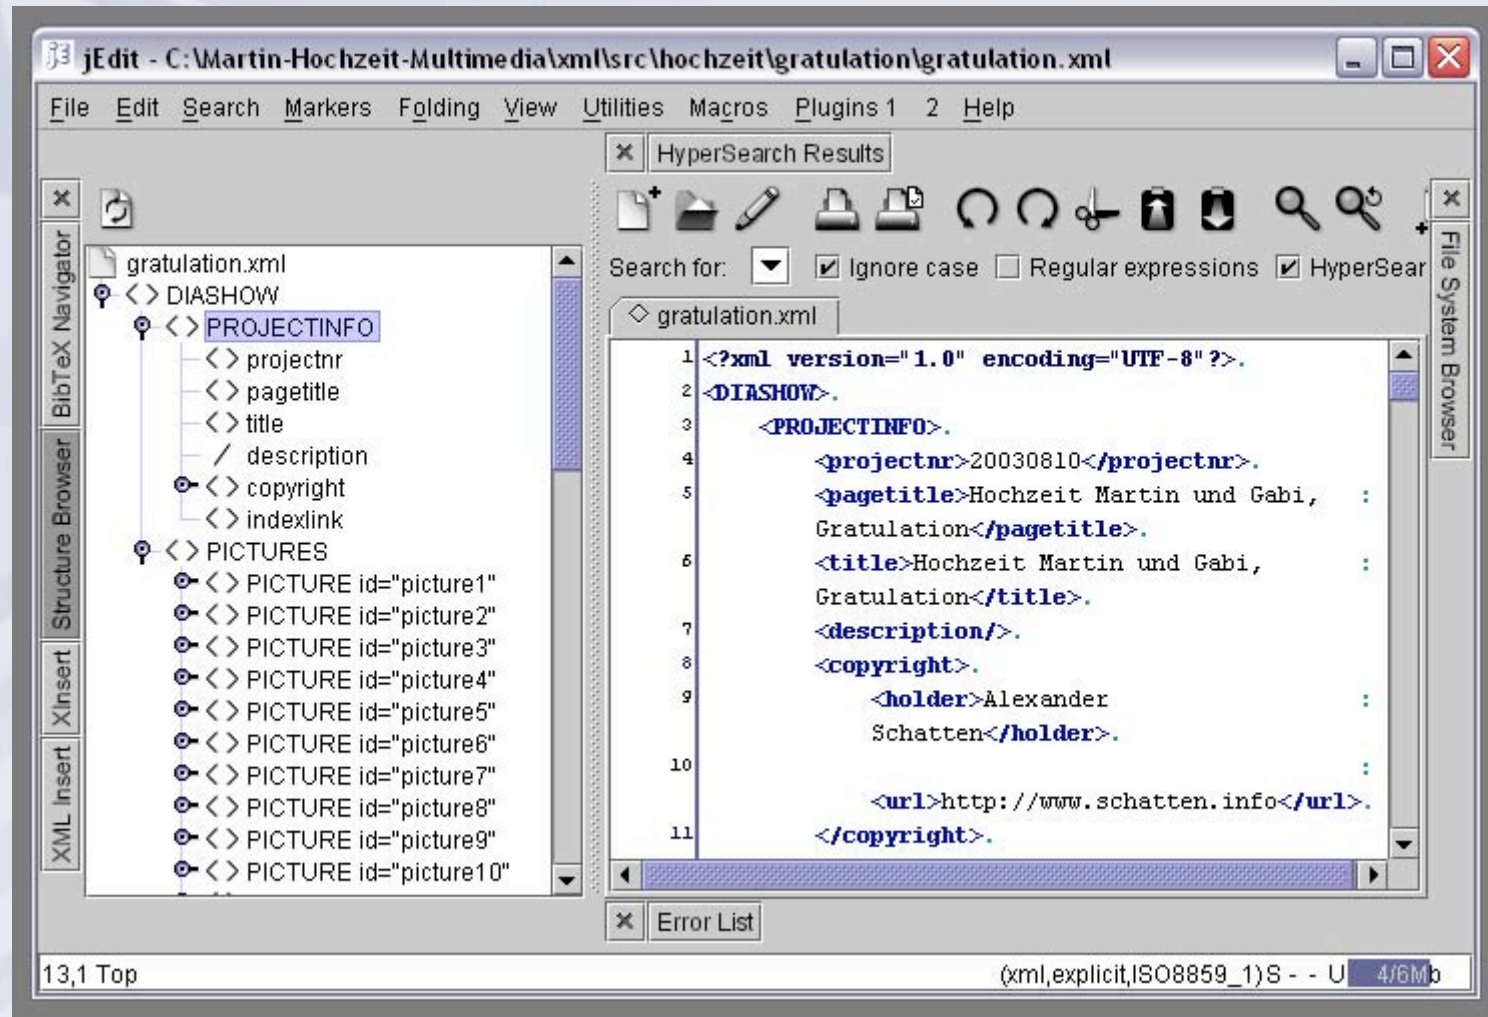 jEdit - C:\Martin-Hochzeit-Multimedia\xml\src\hochzeit\gratulation\gratulation.xml
File Edit Search Markers Folding View Utilities Macros Plugins 1 2 Help
HyperSearch Results
BibTeX Navigator
Structure Browser
XInsert
XML Insert
gratulation.xml
<> DIASHOW
<> PROJECTINFO
<> projectnr
<> pagetitle
<> title
/ description
<> copyright
<> indexlink
<> PICTURES
<> PICTURE id="picture1"
<> PICTURE id="picture2"
<> PICTURE id="picture3"
<> PICTURE id="picture4"
<> PICTURE id="picture5"
<> PICTURE id="picture6"
<> PICTURE id="picture7"
<> PICTURE id="picture8"
<> PICTURE id="picture9"
<> PICTURE id="picture10"
Search for: Ignore case Regular expressions HyperSear
gratulation.xml
1 <?xml version="1.0" encoding="UTF-8"?>.
2 <DIASHOW>.
3 <PROJECTINFO>.
4 <projectnr>20030810</projectnr>.
5 <pagetitle>Hochzeit Martin und Gabi, :
Gratulation</pagetitle>.
6 <title>Hochzeit Martin und Gabi, :
Gratulation</title>.
7 <description/>.
8 <copyright>.
9 <holder>Alexander :
Schatten</holder>.
10 :
<url>http://www.schatten.info</url>.
11 </copyright>.
File System Browser
Error List
13,1 Top (xml,explicit,ISO8859_1)S - - U 4/6Mb